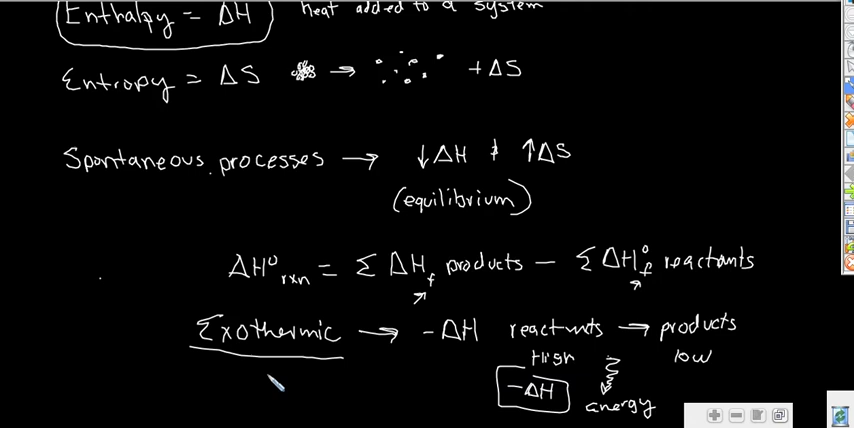 Enthalpy = ΔH heat added to a system
Entropy = ΔS → +ΔS
Spontaneous processes → ↓ΔH & ↑ΔS
(equilibrium)
ΔH° rxn = Σ ΔHf products − Σ ΔH°f reactants
Exothermic → −ΔH reactants → products
High low
−ΔH energy